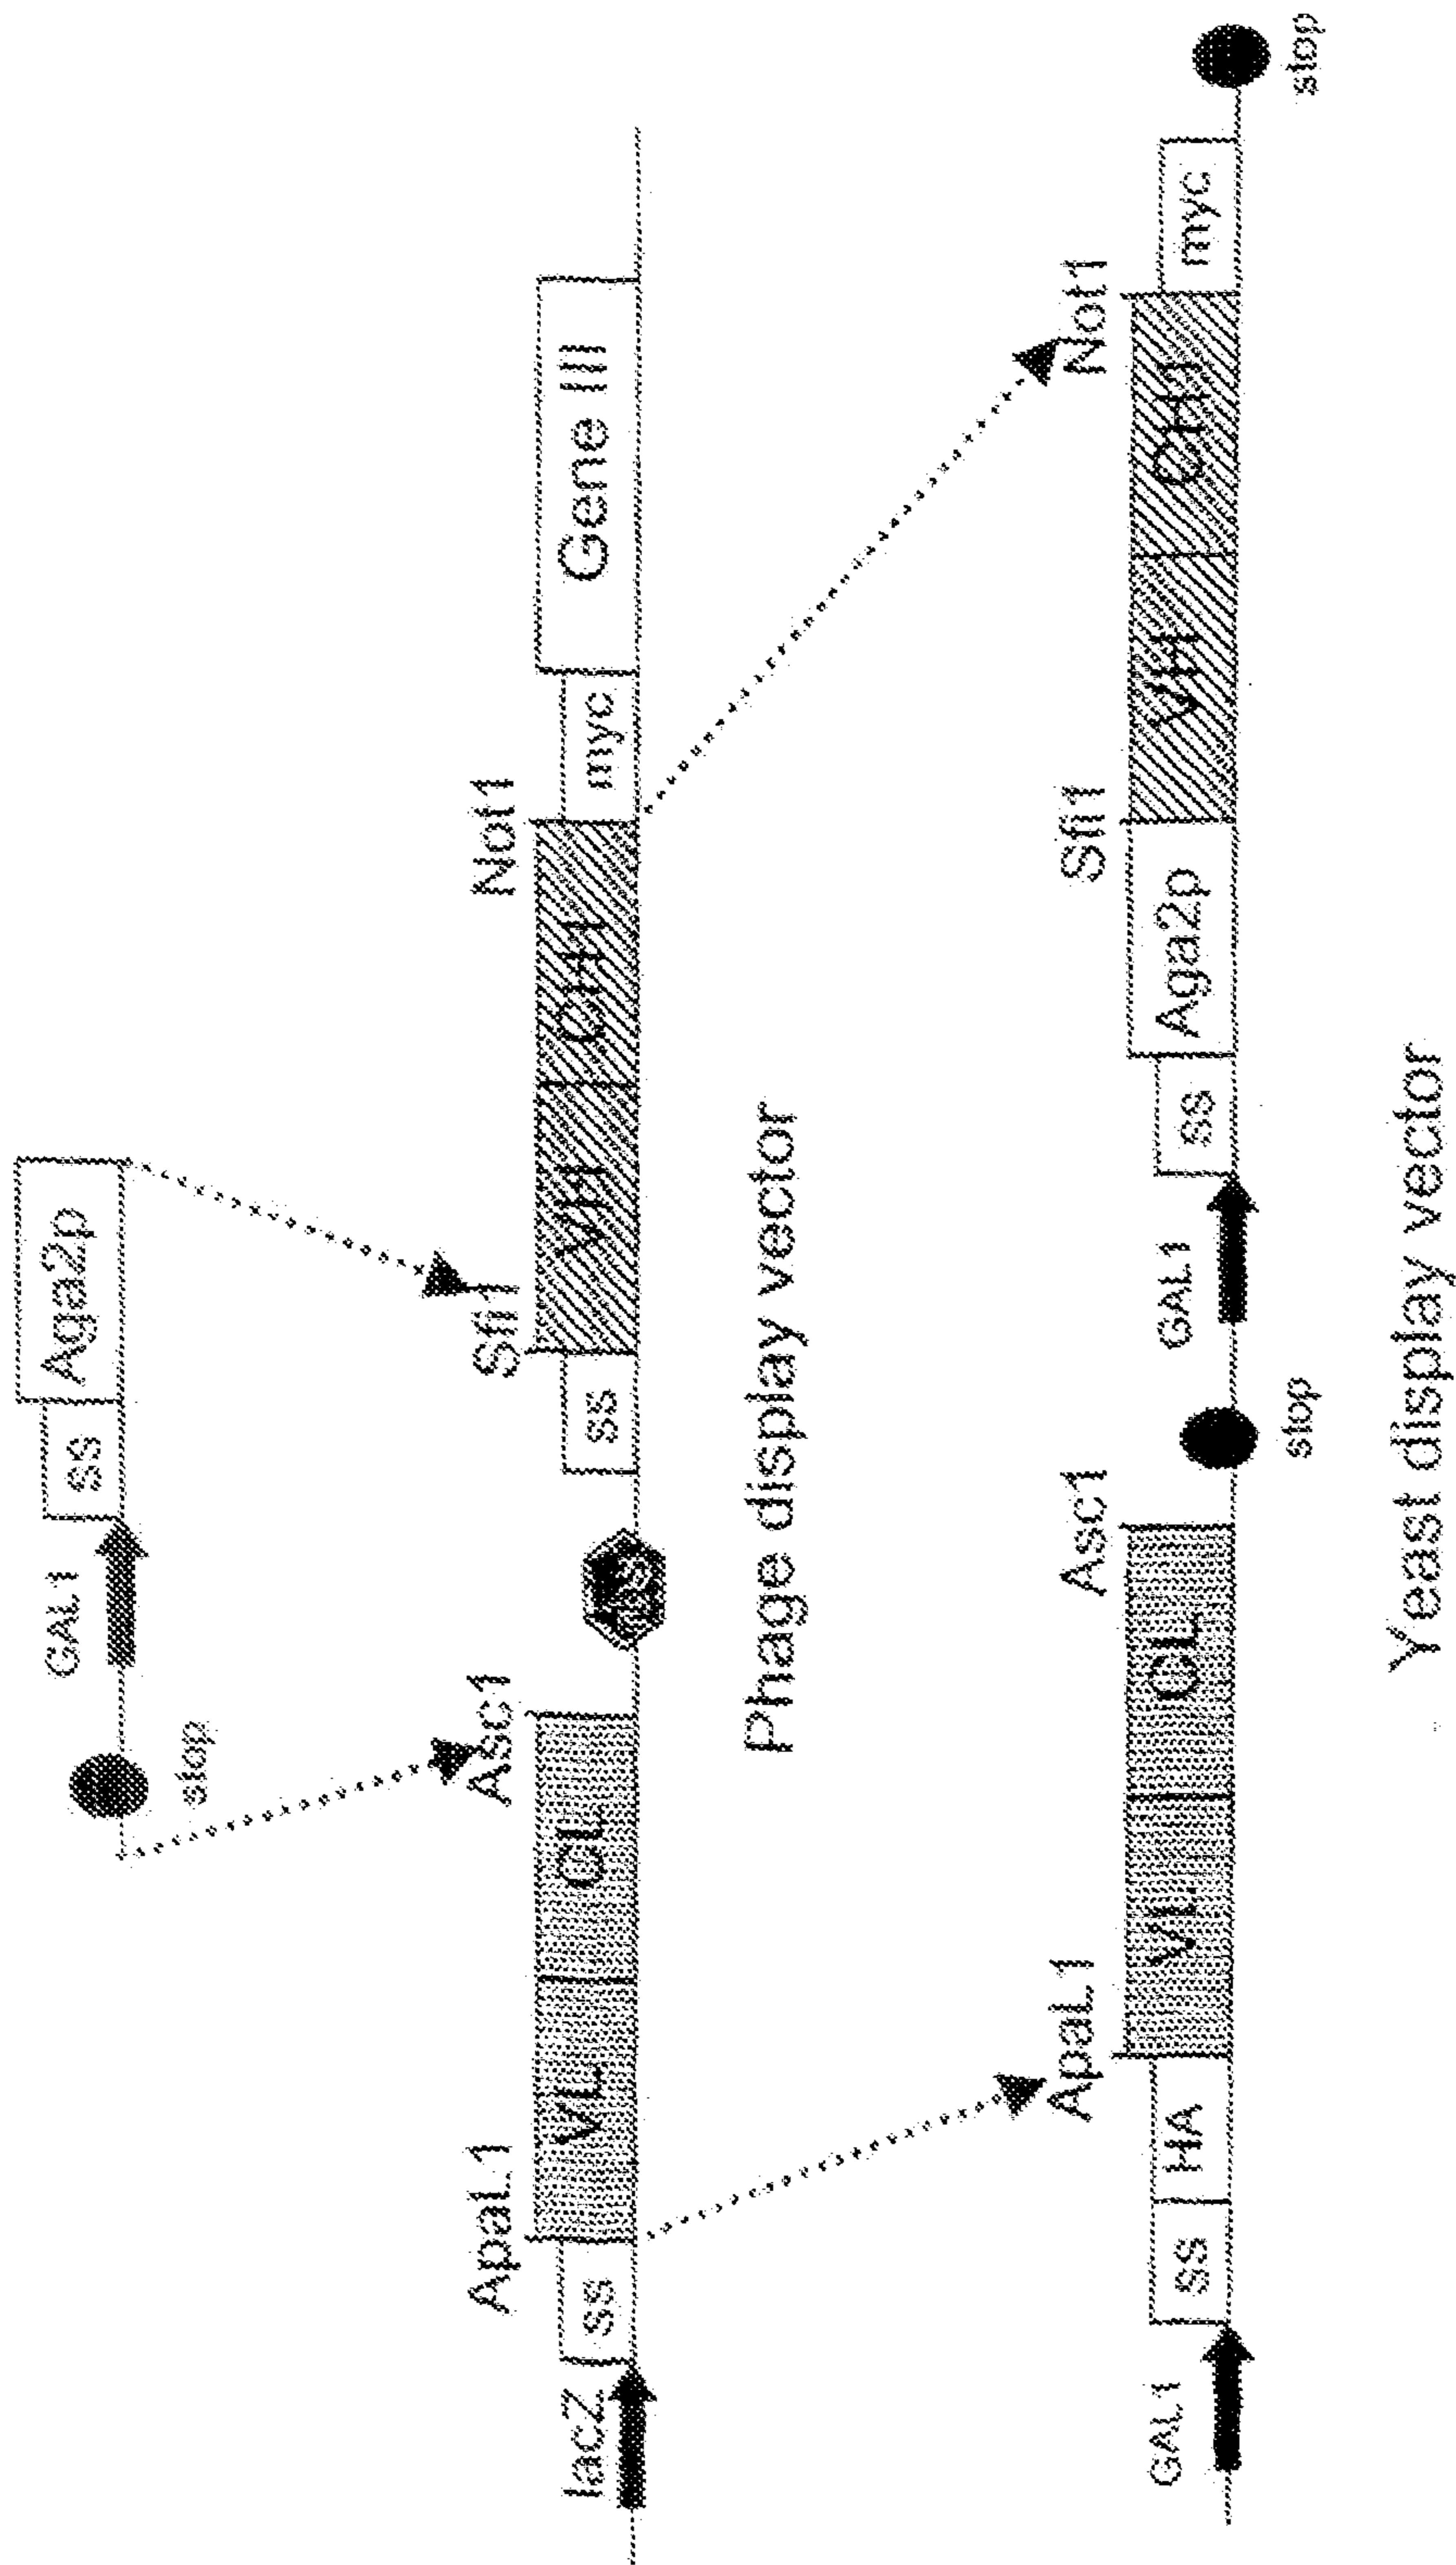 GAL1 ss Aga2p
stop
ApaL1 Asc1 Sfi1 Not1
lacZ ss VL CL rbs ss VH CH1 myc Gene III
Phage display vector
ApaL1 Asc1 Sfi1 Not1
GAL1 ss HA VL CL GAL1 ss Aga2p VH CH1 myc
stop stop
Yeast display vector